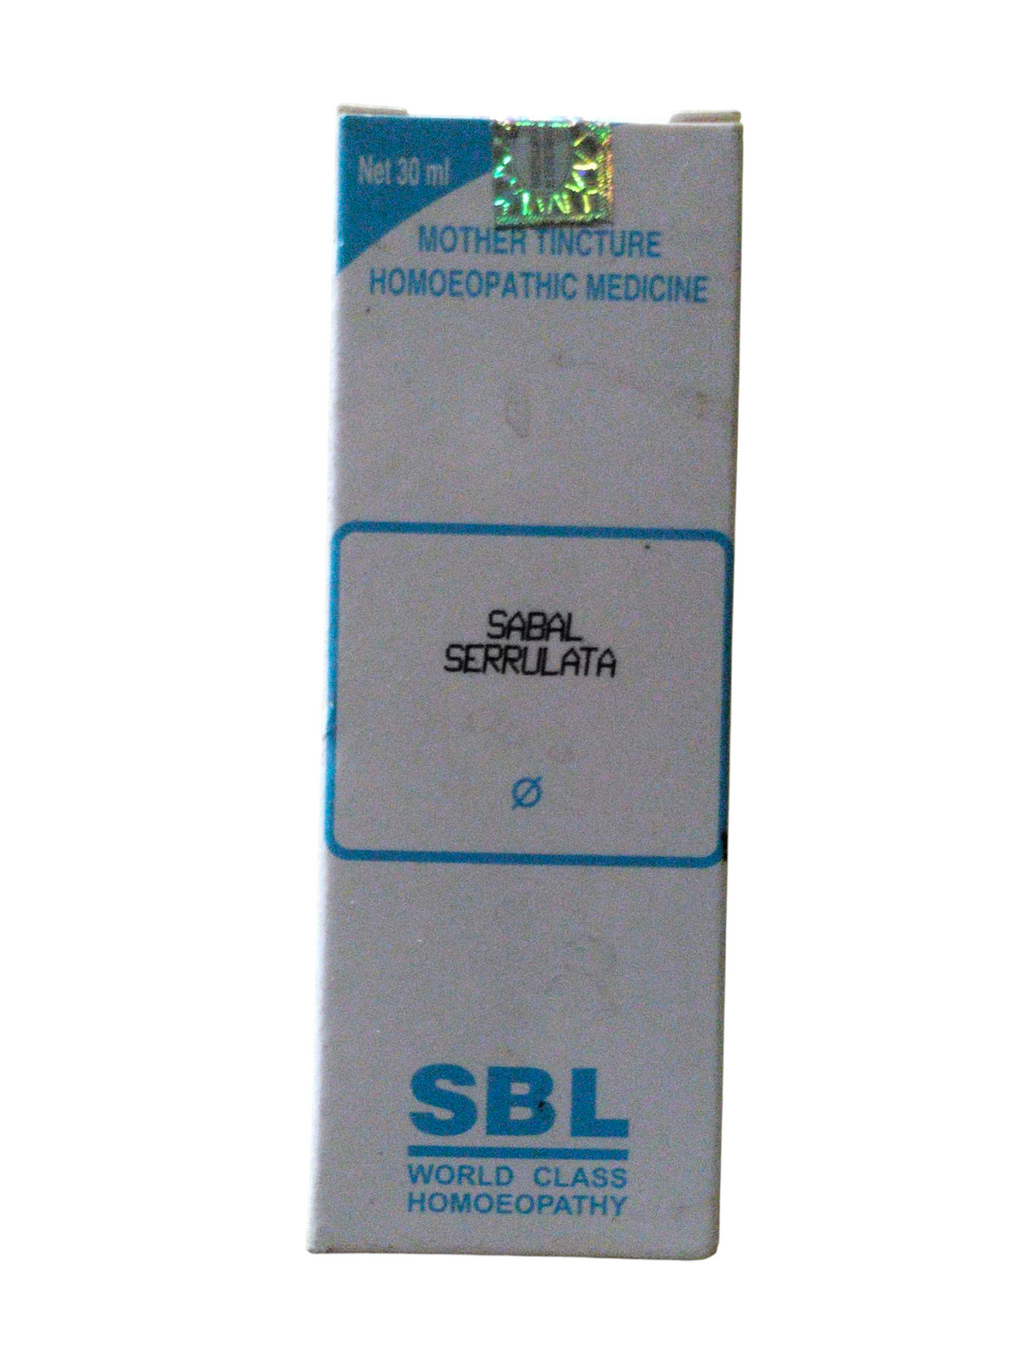 Net 30 ml
MOTHER TINCTURE
HOMOEOPATHIC MEDICINE
SABAL
SERRULATA
Ø
SBL
WORLD CLASS
HOMOEOPATHY